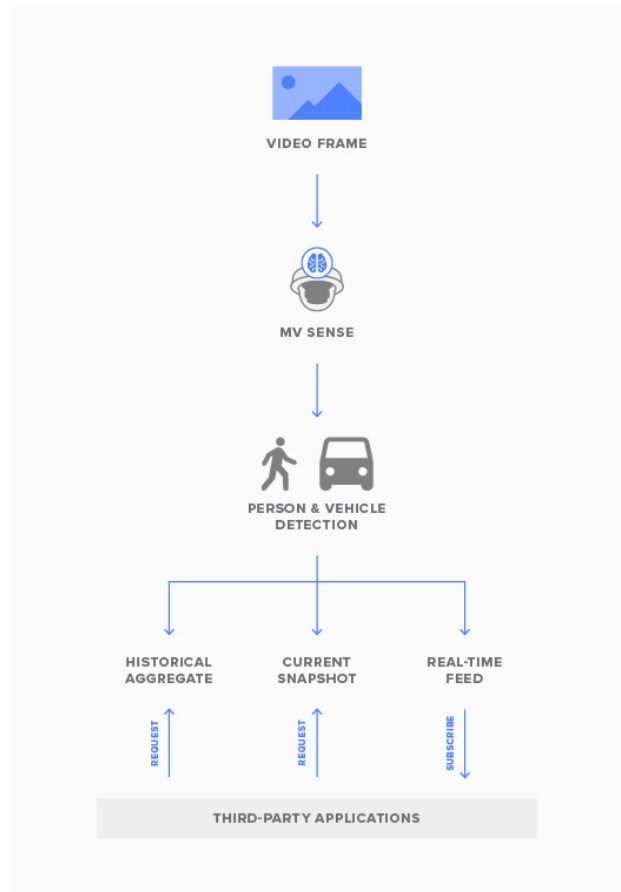 VIDEO FRAME
MV SENSE
PERSON & VEHICLE
DETECTION
HISTORICAL
AGGREGATE
CURRENT
SNAPSHOT
REAL-TIME
FEED
REQUEST
REQUEST
SUBSCRIBE
THIRD-PARTY APPLICATIONS